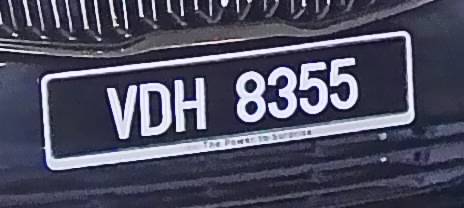 VDH 8355
The Power to Surprise